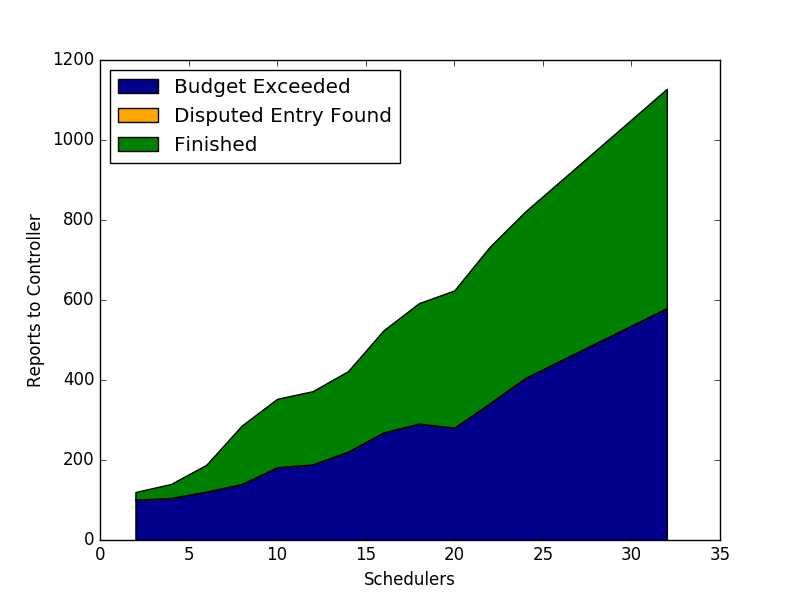 Budget Exceeded
Disputed Entry Found
Finished
1200
1000
800
600
400
200
0
Reports to Controller
0 5 10 15 20 25 30 35
Schedulers